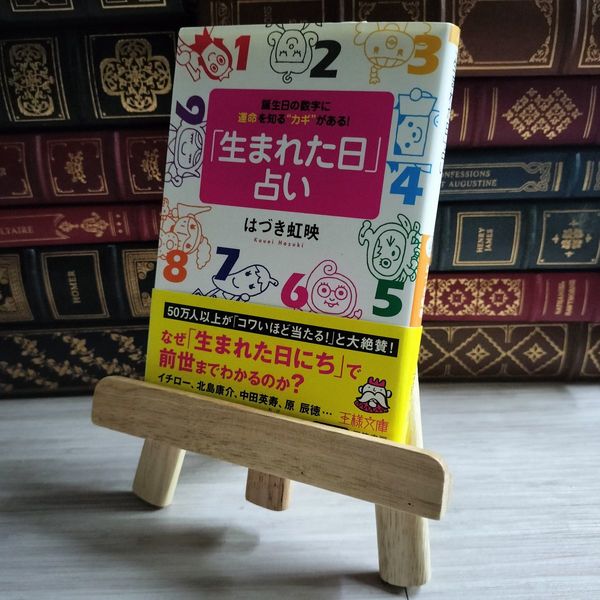 1
2
3
誕生日の数字に
運命を知る“カギ”がある!
「生まれた日」
占い
はづき虹映
Kouei Hazuki
9
4
8
7
6
5
50万人以上が「コワいほど当たる!」と大絶賛!
なぜ「生まれた日にち」で
前世までわかるのか?
イチロー、北島康介、中田英寿、原 辰徳…
王様文庫
LTAIRE
HOMER
CONFESSIONS
AUGUSTINE
HENRY
JAMES